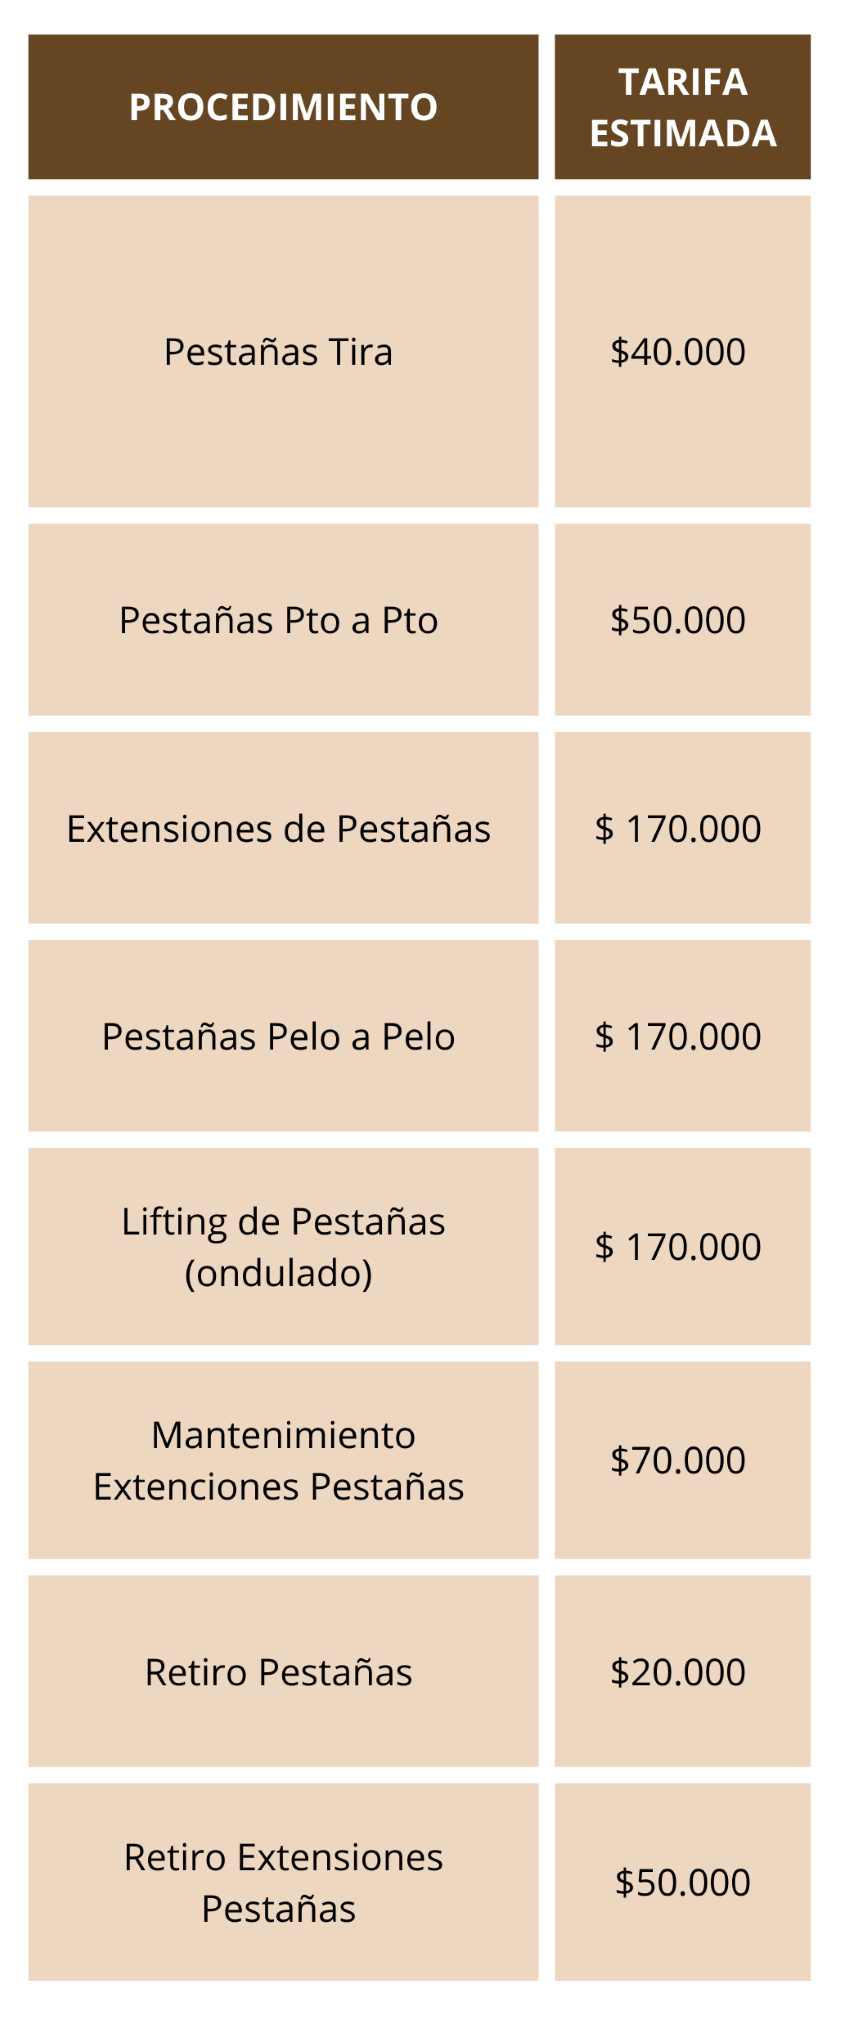 PROCEDIMIENTO
TARIFA
ESTIMADA
Pestañas Tira
$40.000
Pestañas Pto a Pto
$50.000
Extensiones de Pestañas
$ 170.000
Pestañas Pelo a Pelo
$ 170.000
Lifting de Pestañas
(ondulado)
$ 170.000
Mantenimiento
Extenciones Pestañas
$70.000
Retiro Pestañas
$20.000
Retiro Extensiones
Pestañas
$50.000